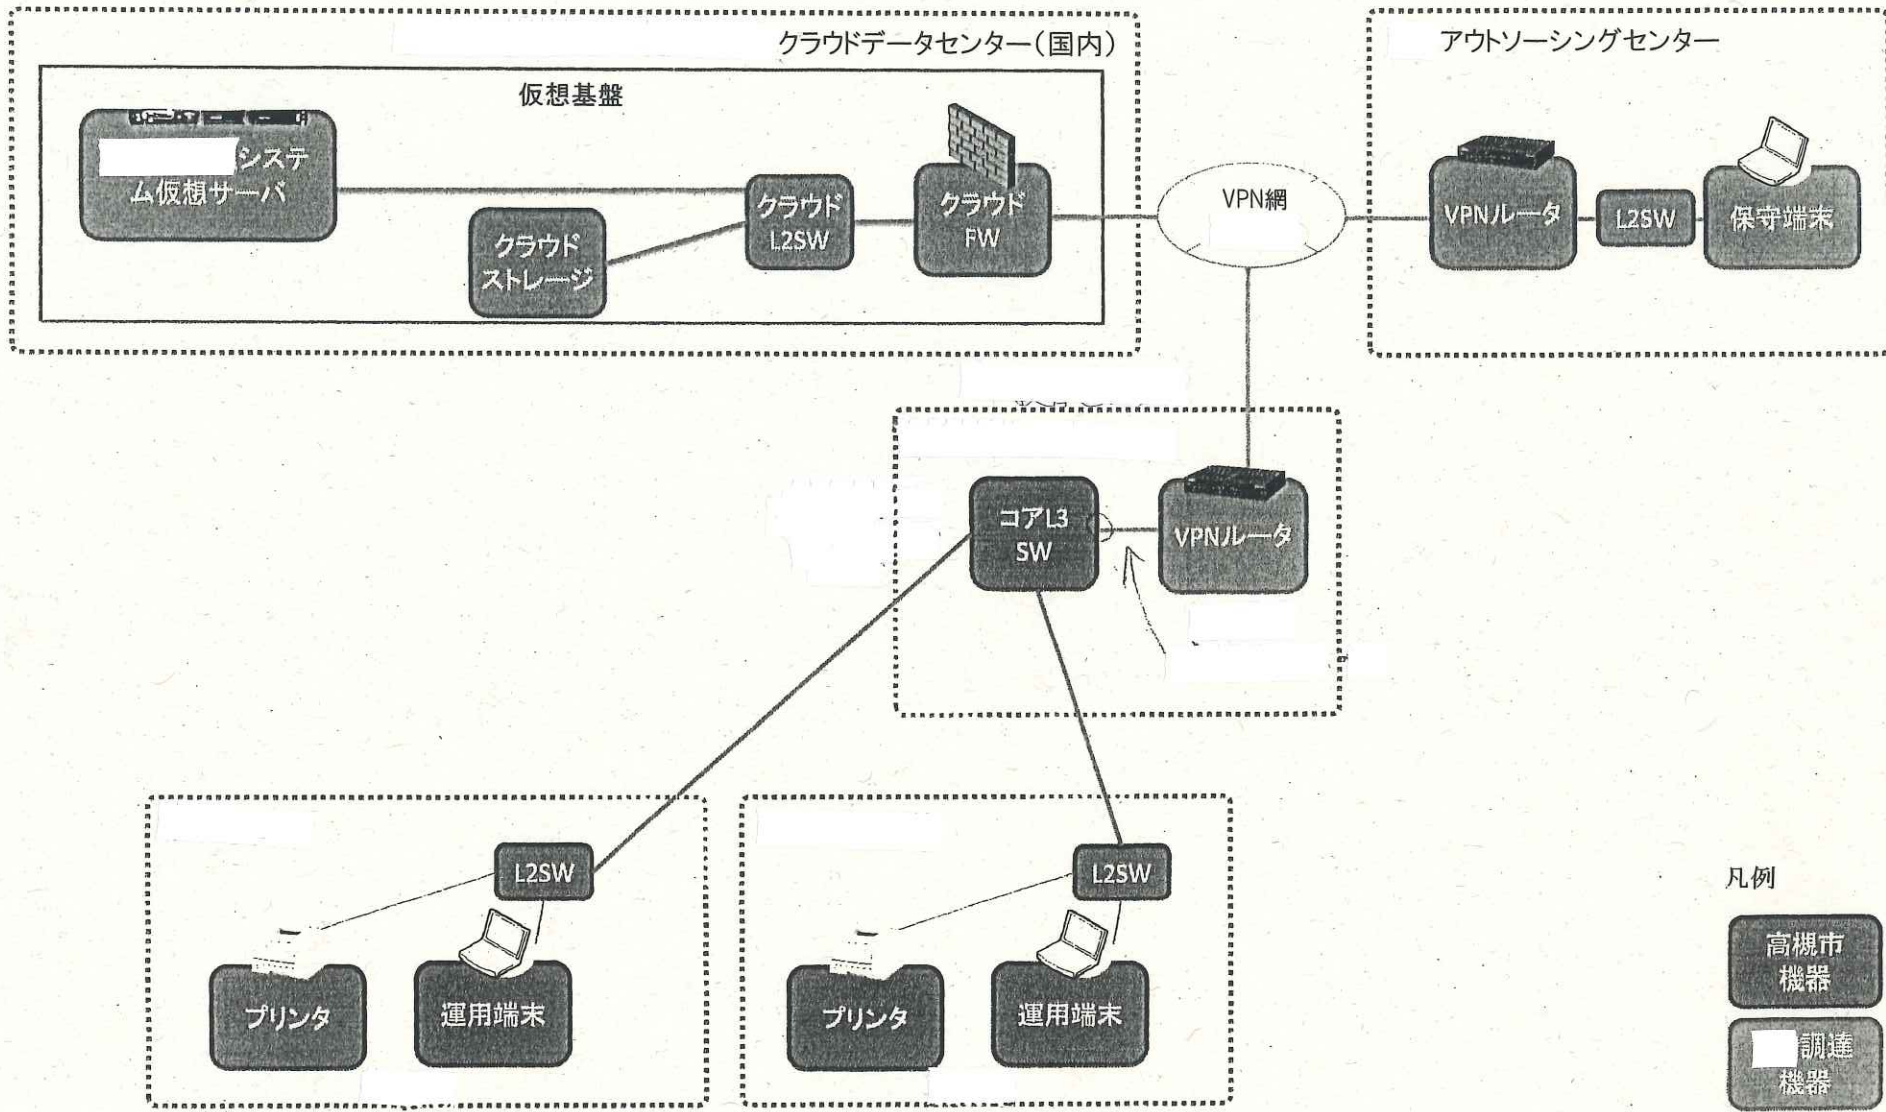 クラウドデータセンター(国内)
アウトソーシングセンター
仮想基盤
システ
ム仮想サーバ
クラウド
ストレージ
クラウド
L2SW
クラウド
FW
VPN網
VPNルータ
L2SW
保守端末
コアL3
SW
VPNルータ
L2SW
プリンタ
運用端末
L2SW
プリンタ
運用端末
凡例
高槻市
機器
調達
機器